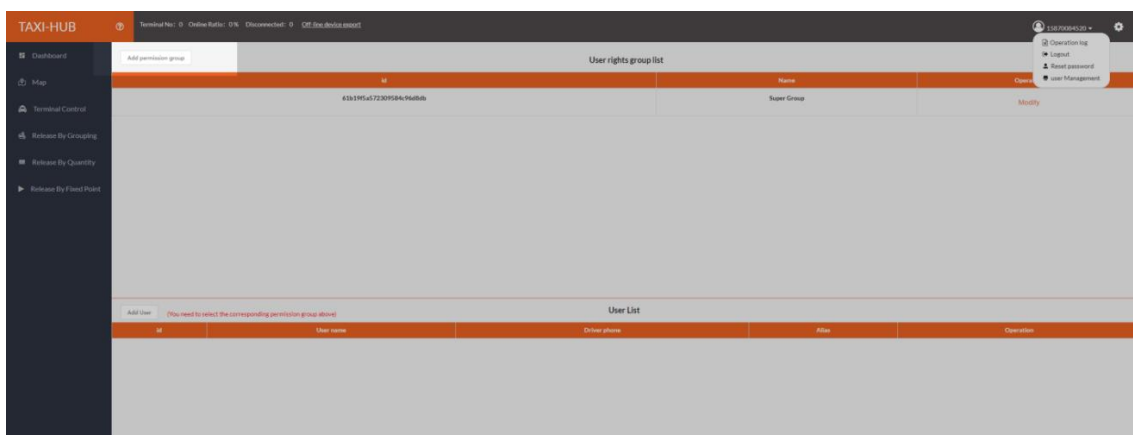 TAXI-HUB
Terminal No: 0 Online Ratio: 0% Disconnected: 0 Off-line device export
15870084520
Operation log
Logout
Reset password
user Management
Dashboard
Map
Terminal Control
Release By Grouping
Release By Quantity
Release By Fixed Point
Add permission group
User rights group list
id Name
Super Group Modify
Add User (You need to select the corresponding permission group above) User List
id User name Driver phone Alias Operation